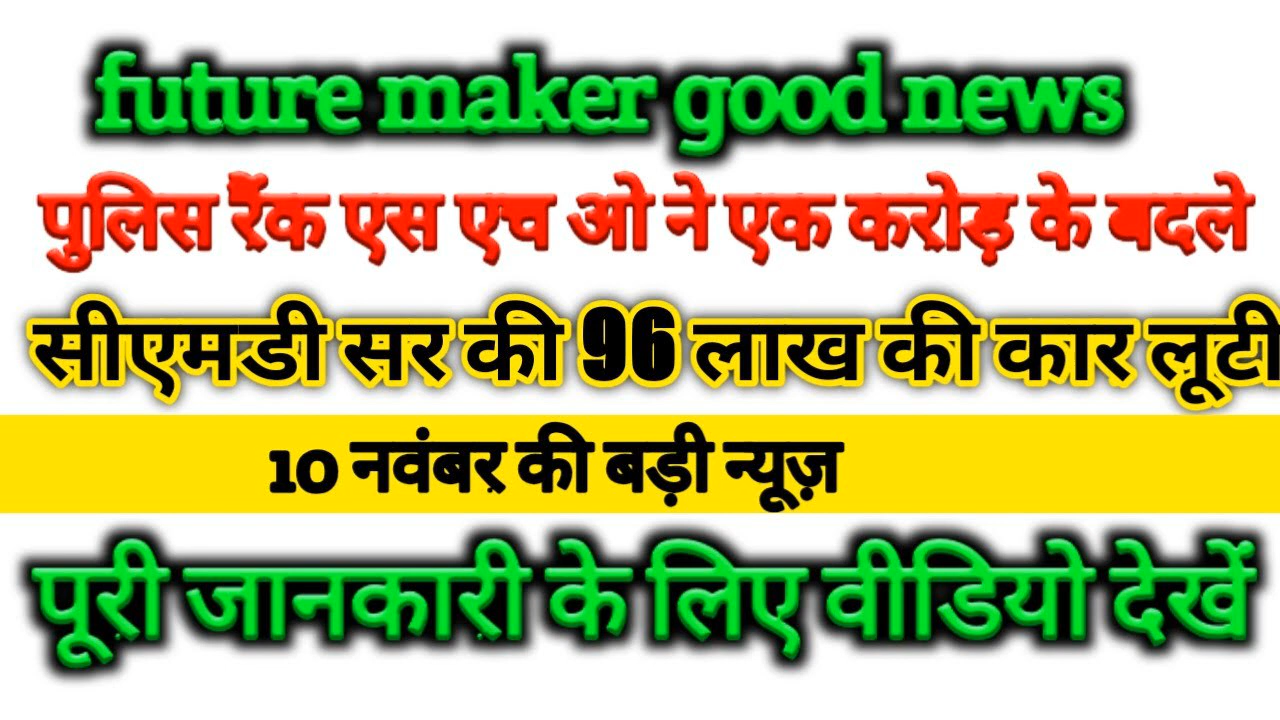 future maker good news
पुलिस रैंक एस एच ओ ने एक करोड़ के बदले
सीएमडी सर की 96 लाख की कार लूटी
10 नवंबर की बड़ी न्यूज़
पूरी जानकारी के लिए वीडियो देखें